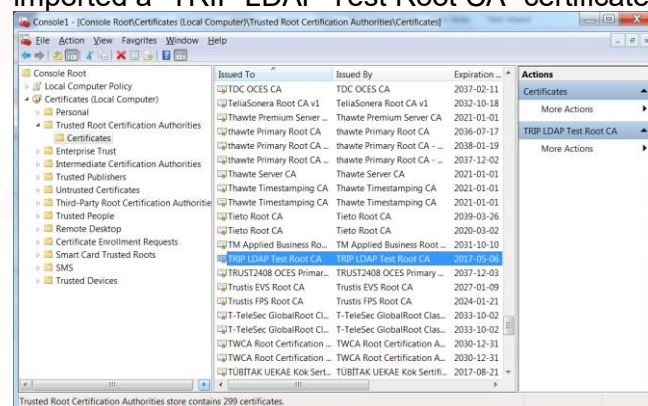 imported a "TRIP LDAP Test Root CA" certificate
Console1 - [Console Root\Certificates (Local Computer)\Trusted Root Certification Authorities\Certificates]
File Action View Favorites Window Help
Console Root
Local Computer Policy
Certificates (Local Computer)
Personal
Trusted Root Certification Authorities
Certificates
Enterprise Trust
Intermediate Certification Authorities
Trusted Publishers
Untrusted Certificates
Third-Party Root Certification Authoritie
Trusted People
Remote Desktop
Certificate Enrollment Requests
Smart Card Trusted Roots
SMS
Trusted Devices
Issued To Issued By Expiration ...
TDC OCES CA TDC OCES CA 2037-02-11
TeliaSonera Root CA v1 TeliaSonera Root CA v1 2032-10-18
Thawte Premium Server ... Thawte Premium Server CA 2021-01-01
thawte Primary Root CA thawte Primary Root CA 2036-07-17
thawte Primary Root CA ... thawte Primary Root CA - ... 2038-01-19
thawte Primary Root CA ... thawte Primary Root CA - ... 2037-12-02
Thawte Server CA Thawte Server CA 2021-01-01
Thawte Timestamping CA Thawte Timestamping CA 2021-01-01
Thawte Timestamping CA Thawte Timestamping CA 2021-01-01
Tieto Root CA Tieto Root CA 2039-03-26
Tieto Root CA Tieto Root CA 2020-03-02
TM Applied Business Ro... TM Applied Business Root ... 2031-10-10
TRIP LDAP Test Root CA TRIP LDAP Test Root CA 2017-05-06
TRUST2408 OCES Primar... TRUST2408 OCES Primary ... 2037-12-03
Trustis EVS Root CA Trustis EVS Root CA 2027-01-09
Trustis FPS Root CA Trustis FPS Root CA 2024-01-21
T-TeleSec GlobalRoot Cl... T-TeleSec GlobalRoot Clas... 2033-10-02
T-TeleSec GlobalRoot Cl... T-TeleSec GlobalRoot Clas... 2033-10-02
TWCA Root Certification ... TWCA Root Certification A... 2030-12-31
TWCA Root Certification ... TWCA Root Certification A... 2030-12-31
TÜBİTAK UEKAE Kök Sert... TÜBİTAK UEKAE Kök Sertifi... 2017-08-21
Actions
Certificates
More Actions
TRIP LDAP Test Root CA
More Actions
Trusted Root Certification Authorities store contains 299 certificates.